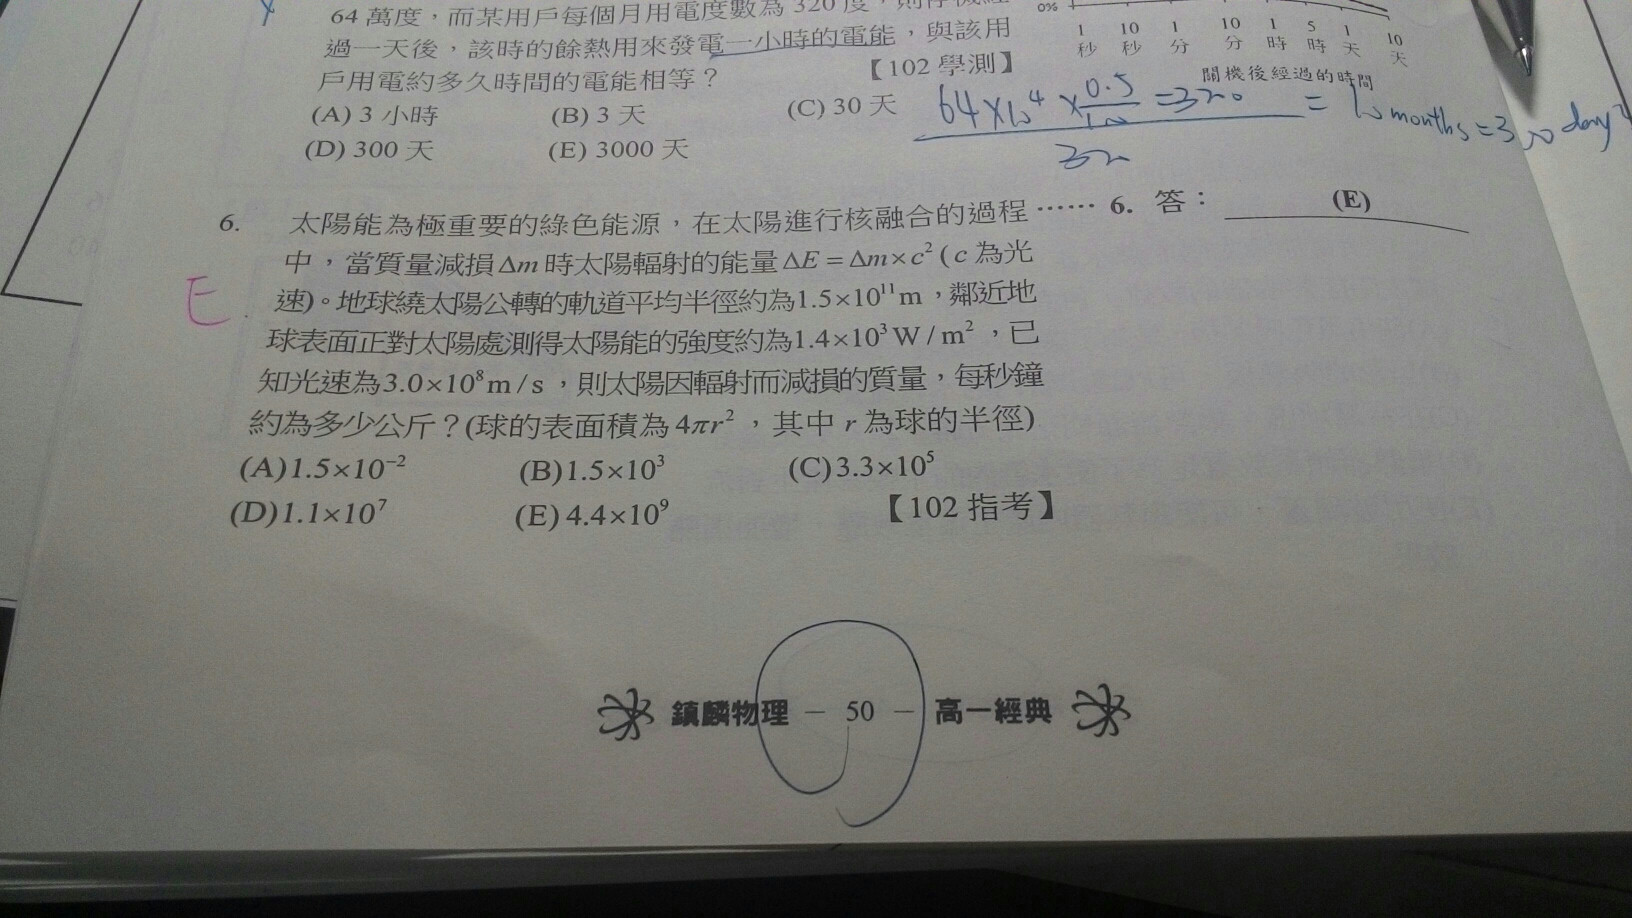 64 萬度，而某用戶每個月用電度數為 320 度，則停機經
過一天後，該時的餘熱用來發電一小時的電能，與該用
戶用電約多久時間的電能相等？ 【102 學測】
(A) 3 小時 (B) 3 天 (C) 30 天
(D) 300 天 (E) 3000 天
0%
1秒 10秒 1分 10分 1時 5時 1天 10天
關機後經過的時間
6. 太陽能為極重要的綠色能源，在太陽進行核融合的過程 …… 6. 答： (E)
中，當質量減損 Δm 時太陽輻射的能量 ΔE = Δm×c² ( c 為光
E 速)。地球繞太陽公轉的軌道平均半徑約為1.5×10¹¹m，鄰近地
球表面正對太陽處測得太陽能的強度約為1.4×10³ W / m² ，已
知光速為3.0×10⁸m / s ，則太陽因輻射而減損的質量，每秒鐘
約為多少公斤？(球的表面積為 4πr² ，其中 r 為球的半徑)
(A)1.5×10⁻² (B)1.5×10³ (C)3.3×10⁵
(D)1.1×10⁷ (E)4.4×10⁹ 【102 指考】
鎮麟物理 － 50 － 高一經典